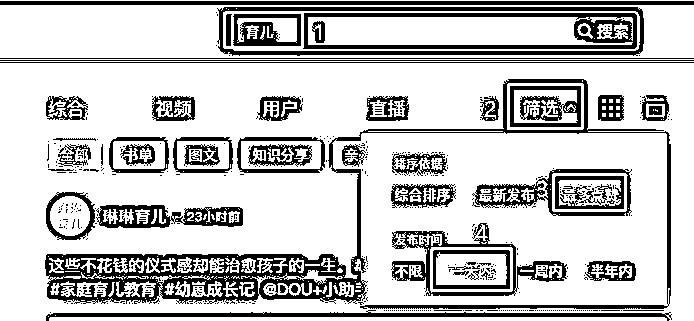 育儿 1 搜索
综合 视频 用户 直播 2 筛选
全部 书单 图文 知识分享 亲
排序依据
综合排序 最新发布 3 最多点赞
琳琳育儿 · 23小时前
发布时间 4
这些不花钱的仪式感却能治愈孩子的一生。#
不限 一天内 一周内 半年内
#家庭育儿教育 #幼崽成长记 @DOU+小助手